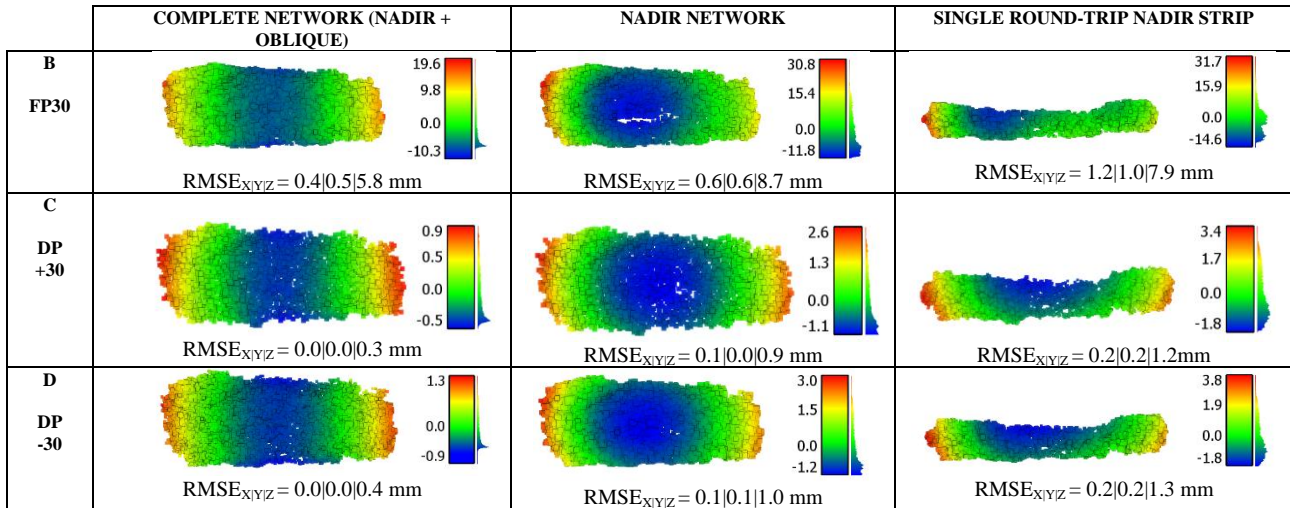 COMPLETE NETWORK (NADIR + OBLIQUE)
NADIR NETWORK
SINGLE ROUND-TRIP NADIR STRIP
B
FP30
19.6
9.8
0.0
-10.3
RMSEX|Y|Z = 0.4|0.5|5.8 mm
30.8
15.4
0.0
-11.8
RMSEX|Y|Z = 0.6|0.6|8.7 mm
31.7
15.9
0.0
-14.6
RMSEX|Y|Z = 1.2|1.0|7.9 mm
C
DP
+30
0.9
0.5
0.0
-0.5
RMSEX|Y|Z = 0.0|0.0|0.3 mm
2.6
1.3
0.0
-1.1
RMSEX|Y|Z = 0.1|0.0|0.9 mm
3.4
1.7
0.0
-1.8
RMSEX|Y|Z = 0.2|0.2|1.2mm
D
DP
-30
1.3
0.0
-0.9
RMSEX|Y|Z = 0.0|0.0|0.4 mm
3.0
1.5
0.0
-1.2
RMSEX|Y|Z = 0.1|0.1|1.0 mm
3.8
1.9
0.0
-1.8
RMSEX|Y|Z = 0.2|0.2|1.3 mm